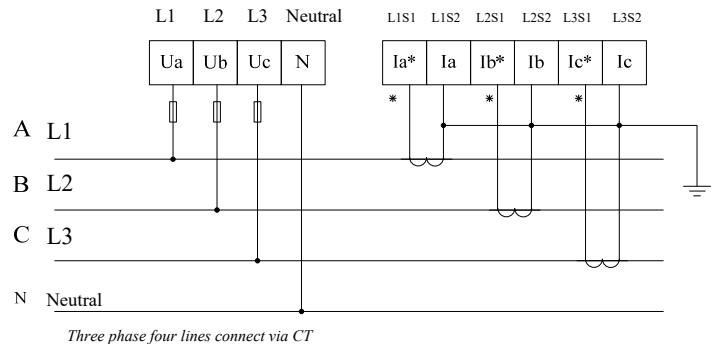 L1 L2 L3 Neutral L1S1 L1S2 L2S1 L2S2 L3S1 L3S2
Ua Ub Uc N Ia* Ia Ib* Ib Ic* Ic
* * *
A L1
B L2
C L3
N Neutral
Three phase four lines connect via CT